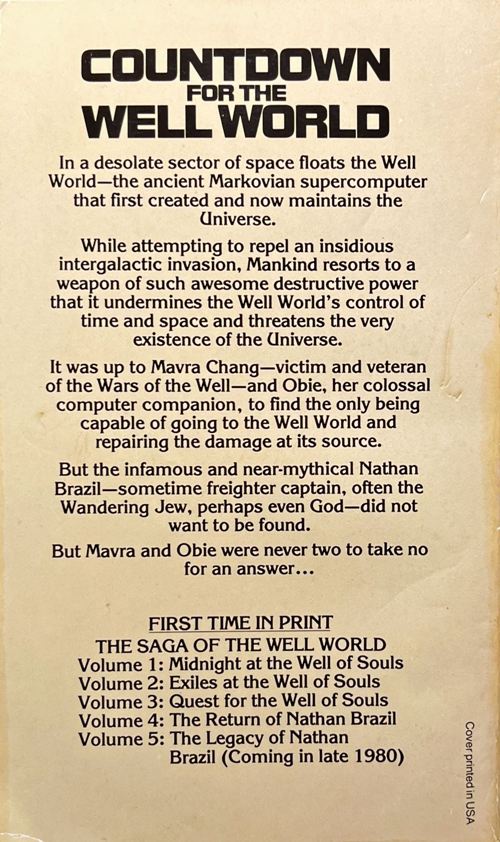 COUNTDOWN
FOR THE
WELL WORLD
In a desolate sector of space floats the Well
World—the ancient Markovian supercomputer
that first created and now maintains the
Universe.
While attempting to repel an insidious
intergalactic invasion, Mankind resorts to a
weapon of such awesome destructive power
that it undermines the Well World's control of
time and space and threatens the very
existence of the Universe.
It was up to Mavra Chang—victim and veteran
of the Wars of the Well—and Obie, her colossal
computer companion, to find the only being
capable of going to the Well World and
repairing the damage at its source.
But the infamous and near-mythical Nathan
Brazil—sometime freighter captain, often the
Wandering Jew, perhaps even God—did not
want to be found.
But Mavra and Obie were never two to take no
for an answer...
FIRST TIME IN PRINT
THE SAGA OF THE WELL WORLD
Volume 1: Midnight at the Well of Souls
Volume 2: Exiles at the Well of Souls
Volume 3: Quest for the Well of Souls
Volume 4: The Return of Nathan Brazil
Volume 5: The Legacy of Nathan
Brazil (Coming in late 1980)
Cover printed in USA